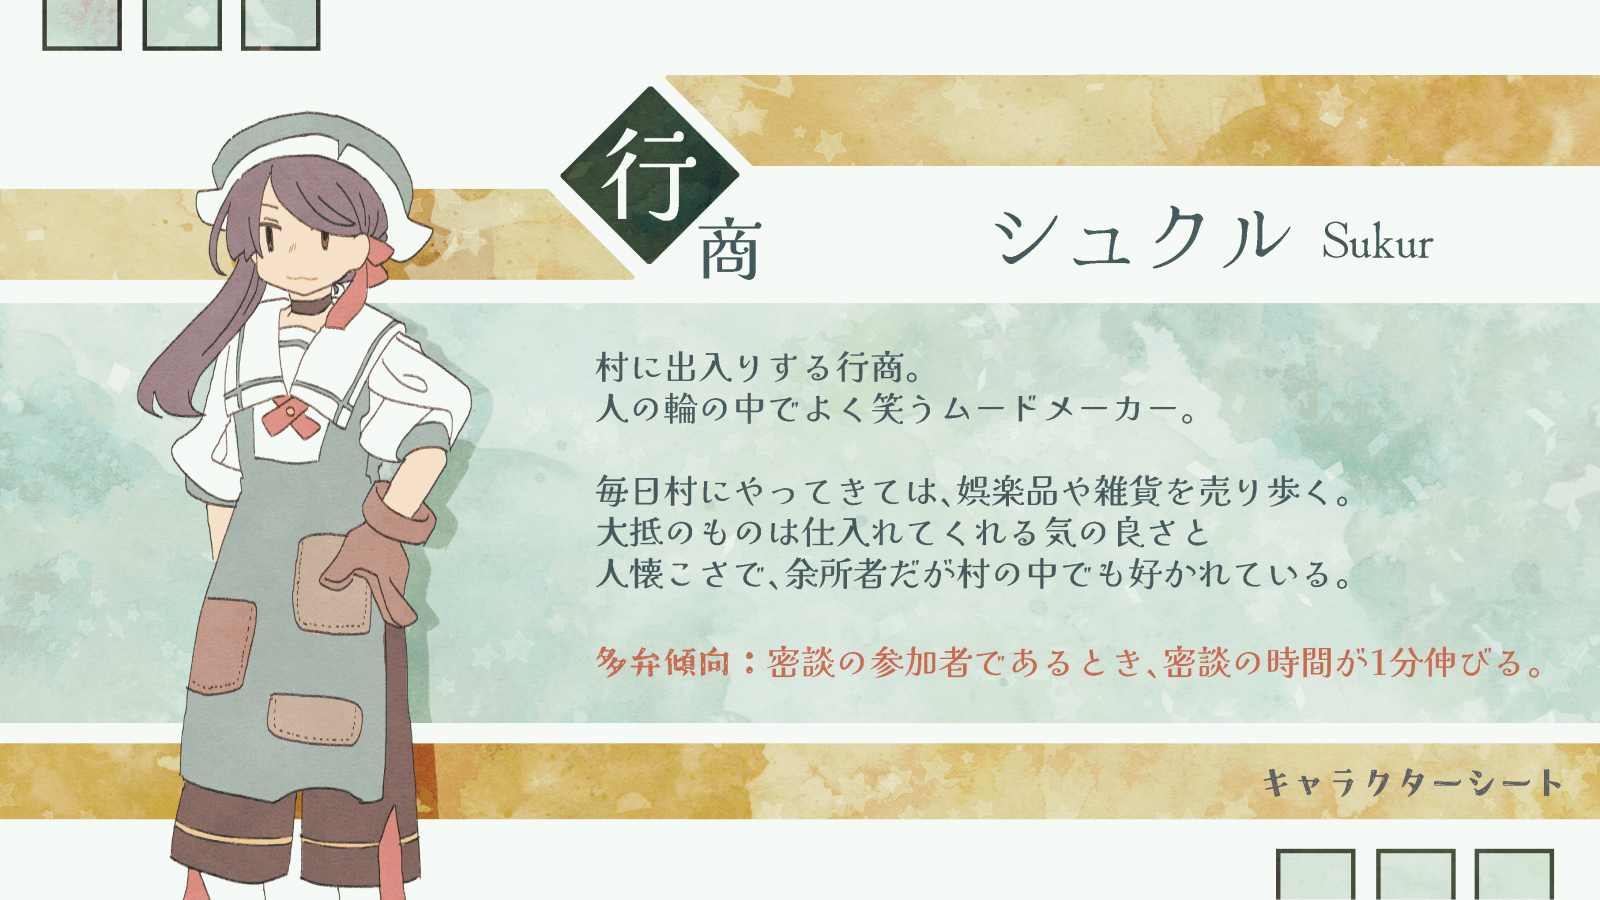 行商
シュクル Sukur
村に出入りする行商。
人の輪の中でよく笑うムードメーカー。
毎日村にやってきては、娯楽品や雑貨を売り歩く。
大抵のものは仕入れてくれる気の良さと
人懐こさで、余所者だが村の中でも好かれている。
多弁傾向：密談の参加者であるとき、密談の時間が1分伸びる。
キャラクターシート